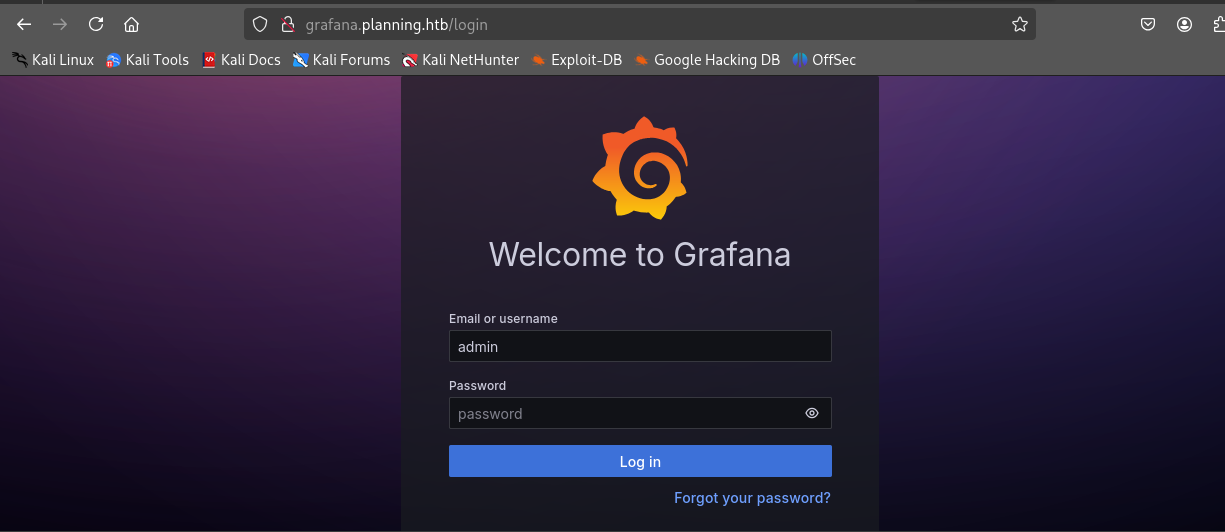 grafana.planning.htb/login
Kali Linux Kali Tools Kali Docs Kali Forums Kali NetHunter Exploit-DB Google Hacking DB OffSec
Welcome to Grafana
Email or username
admin
Password
password
Log in
Forgot your password?